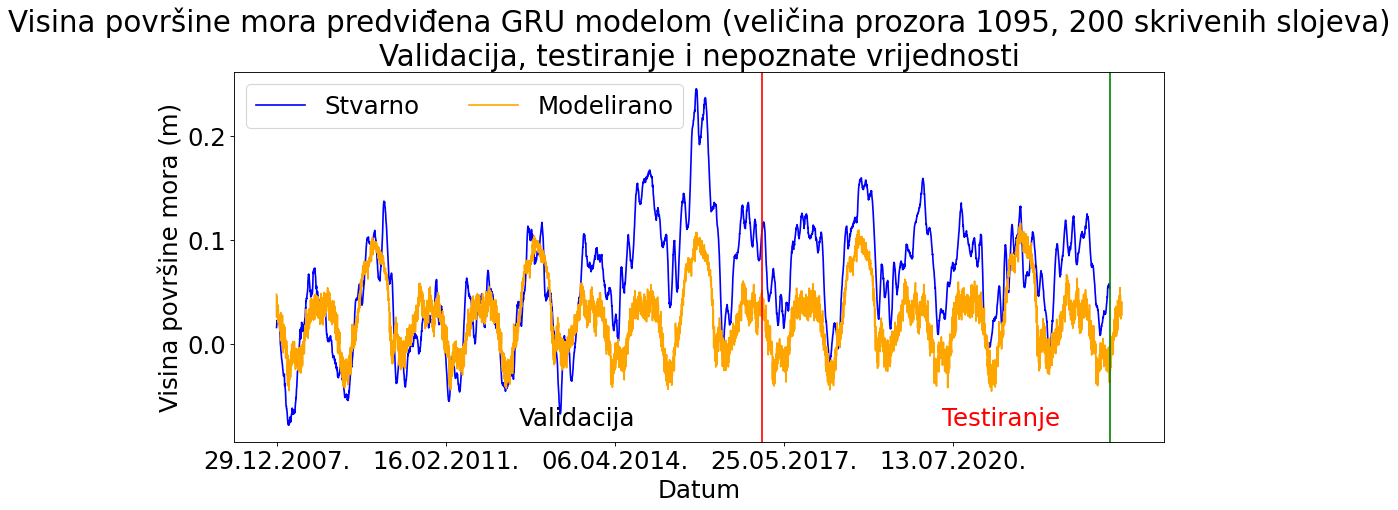 Visina površine mora predviđena GRU modelom (veličina prozora 1095, 200 skrivenih slojeva)
Validacija, testiranje i nepoznate vrijednosti
Stvarno
Modelirano
Visina površine mora (m)
0.2
0.1
0.0
Validacija
Testiranje
29.12.2007.
16.02.2011.
06.04.2014.
25.05.2017.
13.07.2020.
Datum